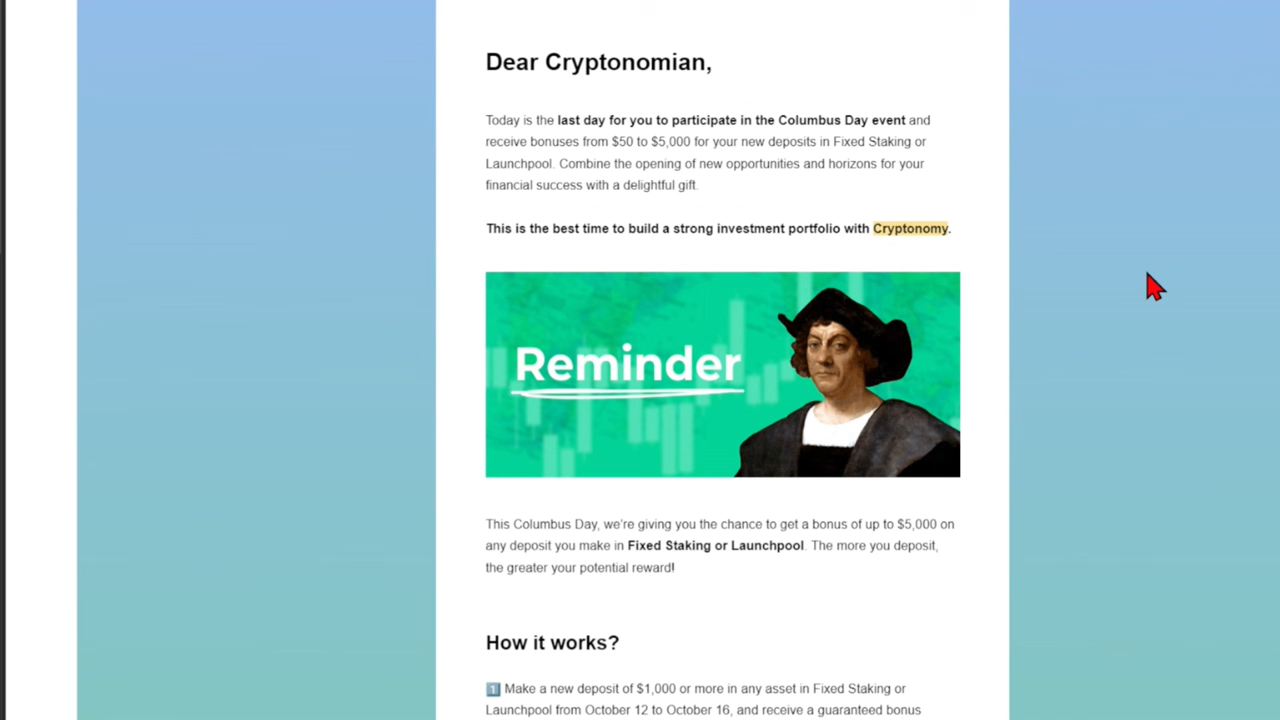 Dear Cryptonomian,
Today is the last day for you to participate in the Columbus Day event and
receive bonuses from $50 to $5,000 for your new deposits in Fixed Staking or
Launchpool. Combine the opening of new opportunities and horizons for your
financial success with a delightful gift.
This is the best time to build a strong investment portfolio with Cryptonomy.
Reminder
This Columbus Day, we're giving you the chance to get a bonus of up to $5,000 on
any deposit you make in Fixed Staking or Launchpool. The more you deposit,
the greater your potential reward!
How it works?
1️⃣ Make a new deposit of $1,000 or more in any asset in Fixed Staking or
Launchpool from October 12 to October 16, and receive a guaranteed bonus